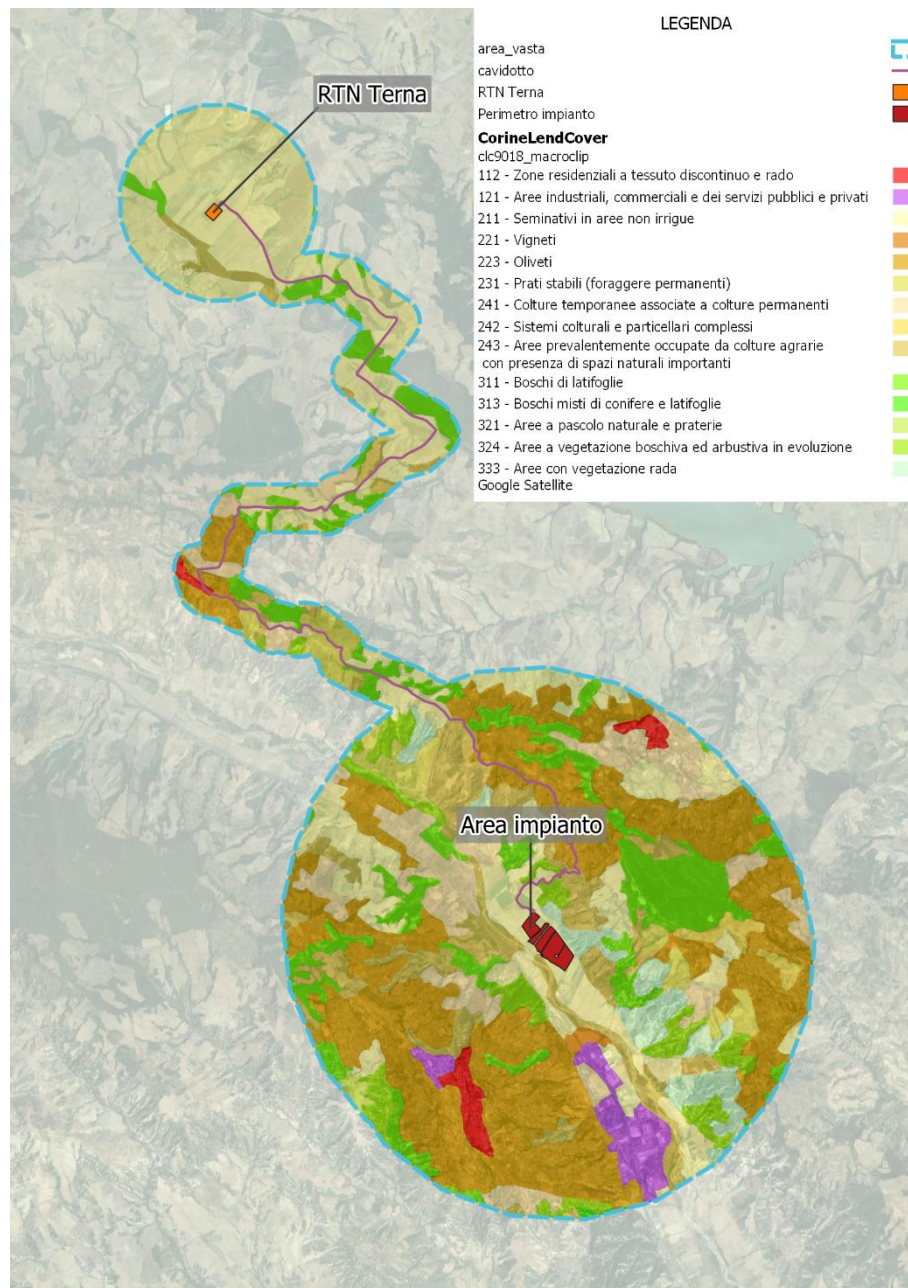 LEGENDA
area_vasta
cavidotto
RTN Terna
Perimetro impianto
CorineLendCover
clc9018_macroclip
112 - Zone residenziali a tessuto discontinuo e rado
121 - Aree industriali, commerciali e dei servizi pubblici e privati
211 - Seminativi in aree non irrigue
221 - Vigneti
223 - Oliveti
231 - Prati stabili (foraggere permanenti)
241 - Colture temporanee associate a colture permanenti
242 - Sistemi colturali e particellari complessi
243 - Aree prevalentemente occupate da colture agrarie
con presenza di spazi naturali importanti
311 - Boschi di latifoglie
313 - Boschi misti di conifere e latifoglie
321 - Aree a pascolo naturale e praterie
324 - Aree a vegetazione boschiva ed arbustiva in evoluzione
333 - Aree con vegetazione rada
Google Satellite
RTN Terna
Area impianto